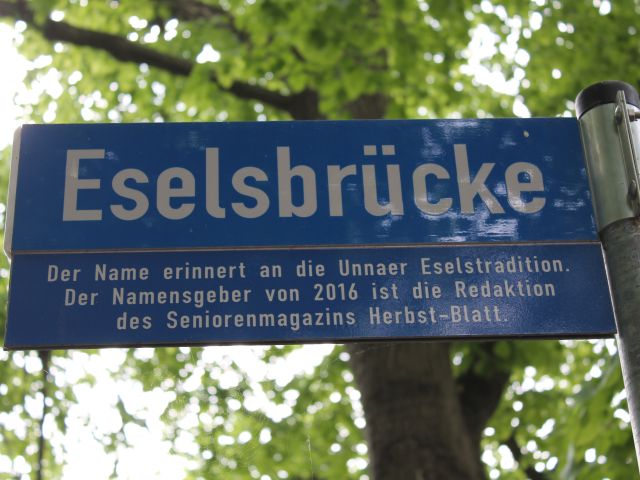 Eselsbrücke
Der Name erinnert an die Unnaer Eselstradition.
Der Namensgeber von 2016 ist die Redaktion
des Seniorenmagazins Herbst-Blatt.